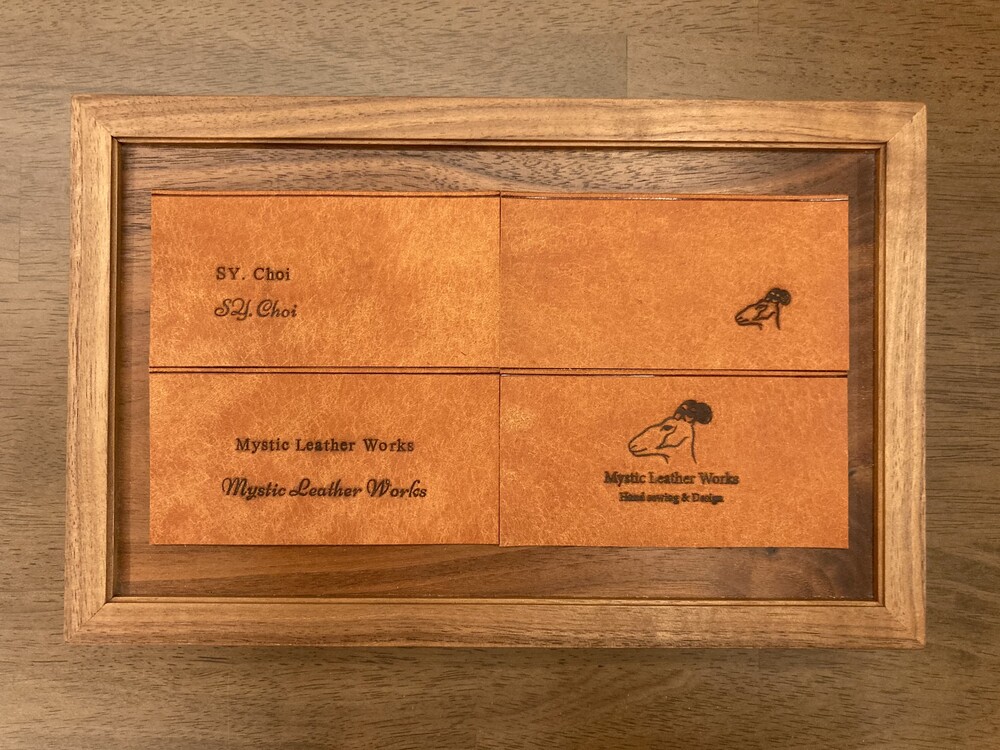 SY. Choi
SY. Choi
Mystic Leather Works
Mystic Leather Works
Mystic Leather Works
Hand sewing & Design